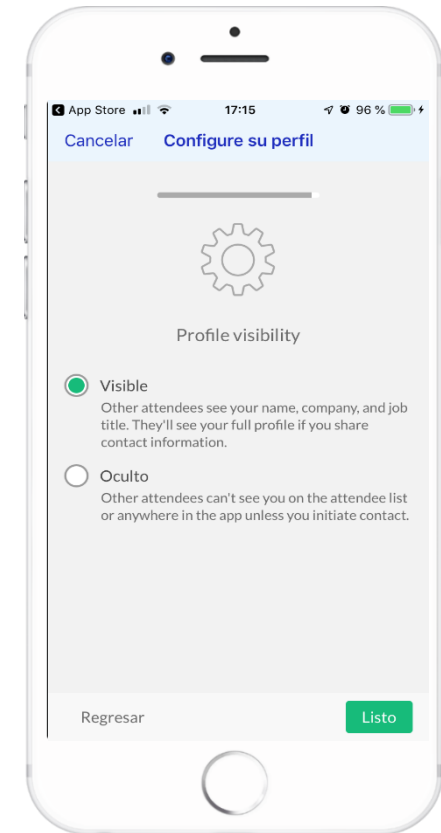 App Store 17:15 96 %
Cancelar Configure su perfil
Profile visibility
Visible
Other attendees see your name, company, and job
title. They'll see your full profile if you share
contact information.
Oculto
Other attendees can't see you on the attendee list
or anywhere in the app unless you initiate contact.
Regresar Listo